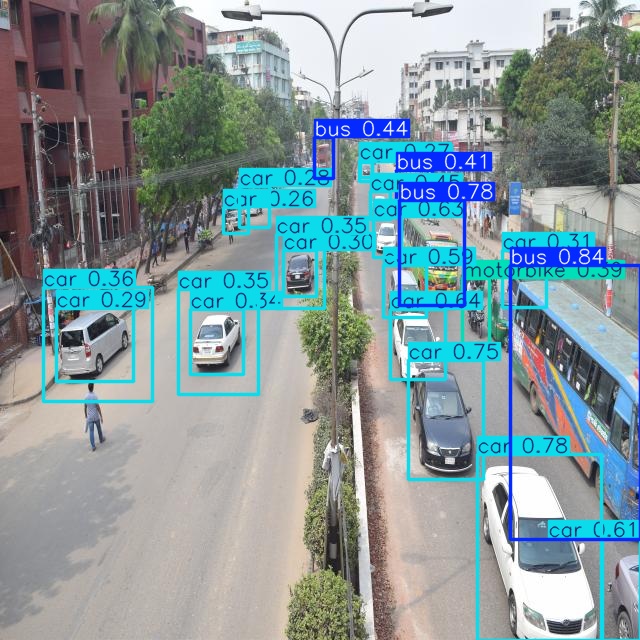 bus 0.44
car 0.27
bus 0.41
car 0.28
car 0.45
bus 0.78
car 0.26
car 0.63
car 0.35
car 0.30
car 0.31
car 0.59
bus 0.84
motorbike 0.39
car 0.36
car 0.35
car 0.29
car 0.34
car 0.64
car 0.75
car 0.78
car 0.61